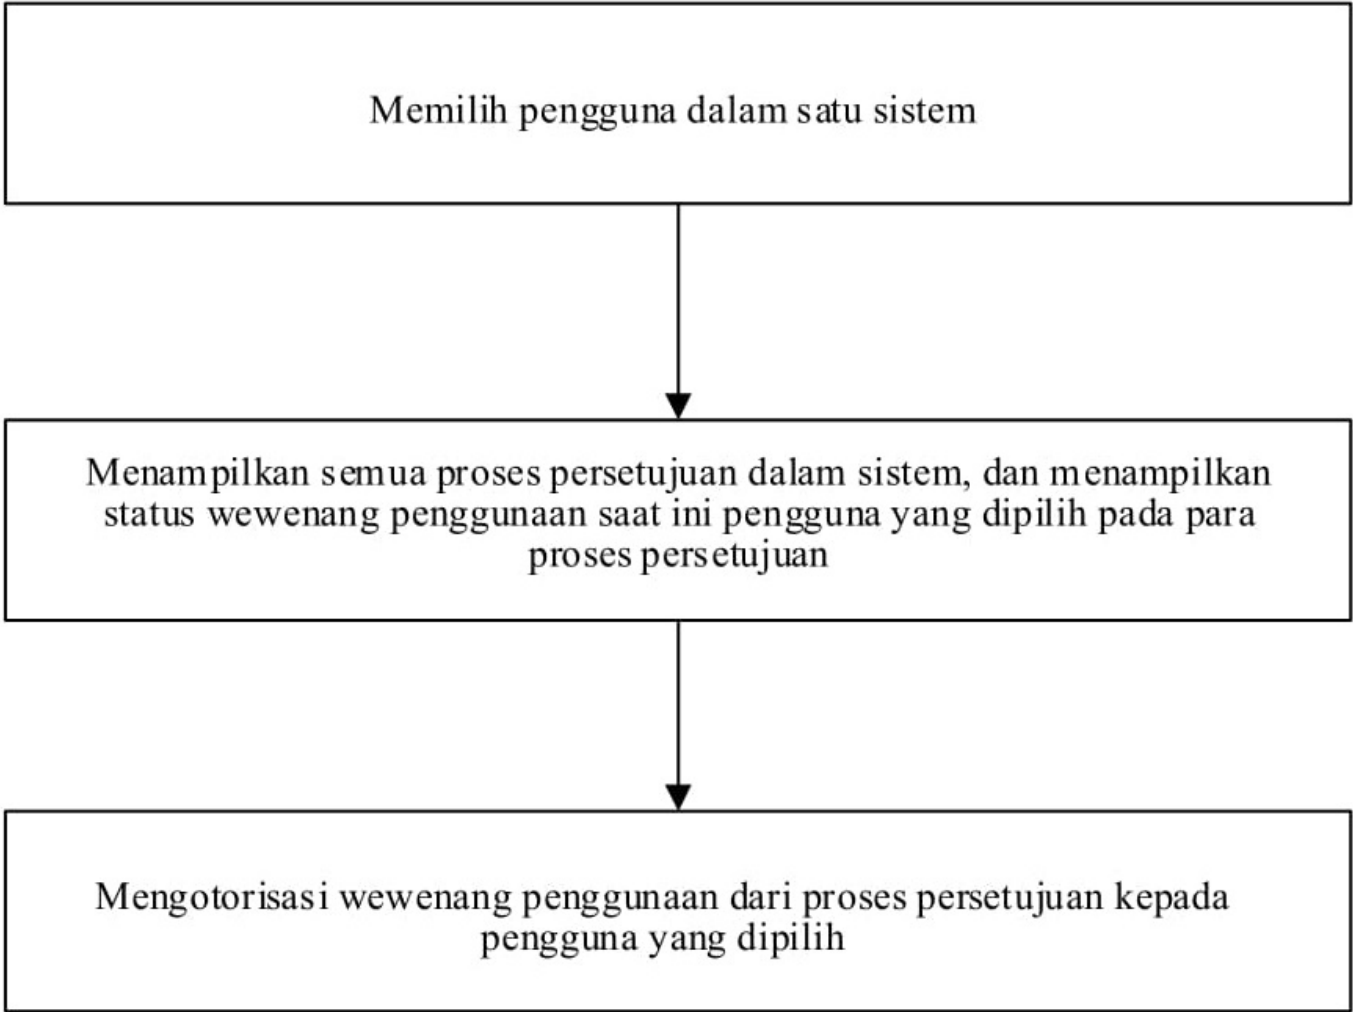 Memilih pengguna dalam satu sistem
Menampilkan semua proses persetujuan dalam sistem, dan menampilkan
status wewenang penggunaan saat ini pengguna yang dipilih pada para
proses persetujuan
Mengotorisasi wewenang penggunaan dari proses persetujuan kepada
pengguna yang dipilih